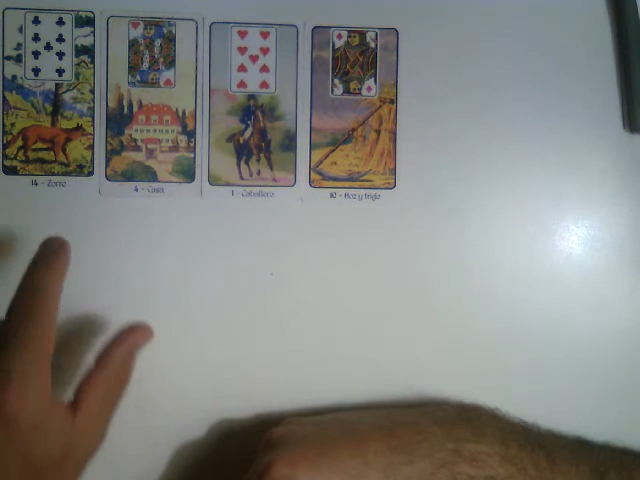 14 - Zorro
4 - Casa
1 - Caballero
10 - Hoz y trigo